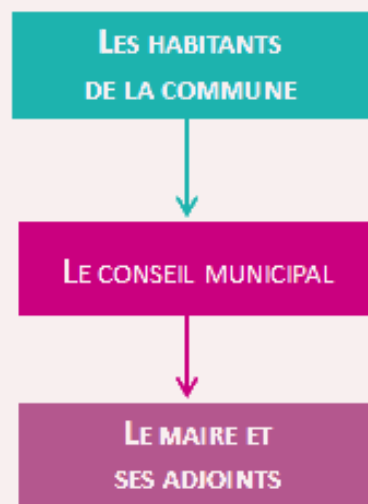 LES HABITANTS
DE LA COMMUNE
LE CONSEIL MUNICIPAL
LE MAIRE ET
SES ADJOINTS